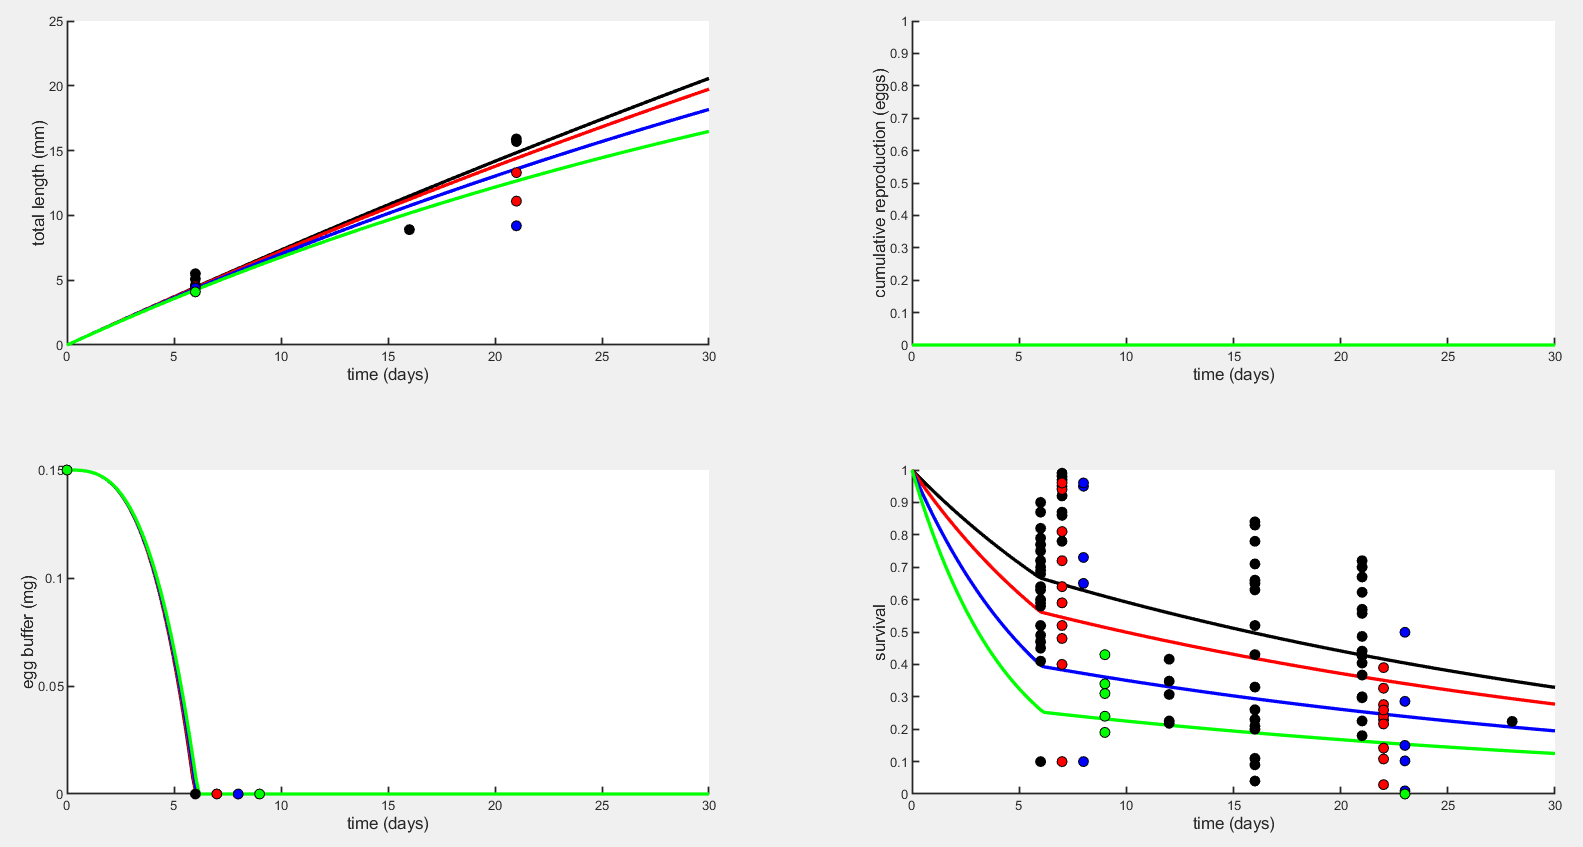 25
20
15
10
5
0
total length (mm)
0 5 10 15 20 25 30
time (days)
1
0.9
0.8
0.7
0.6
0.5
0.4
0.3
0.2
0.1
0
cumulative reproduction (eggs)
0 5 10 15 20 25 30
time (days)
0.15
0.1
0.05
0
egg buffer (mg)
0 5 10 15 20 25 30
time (days)
1
0.9
0.8
0.7
0.6
0.5
0.4
0.3
0.2
0.1
0
survival
0 5 10 15 20 25 30
time (days)